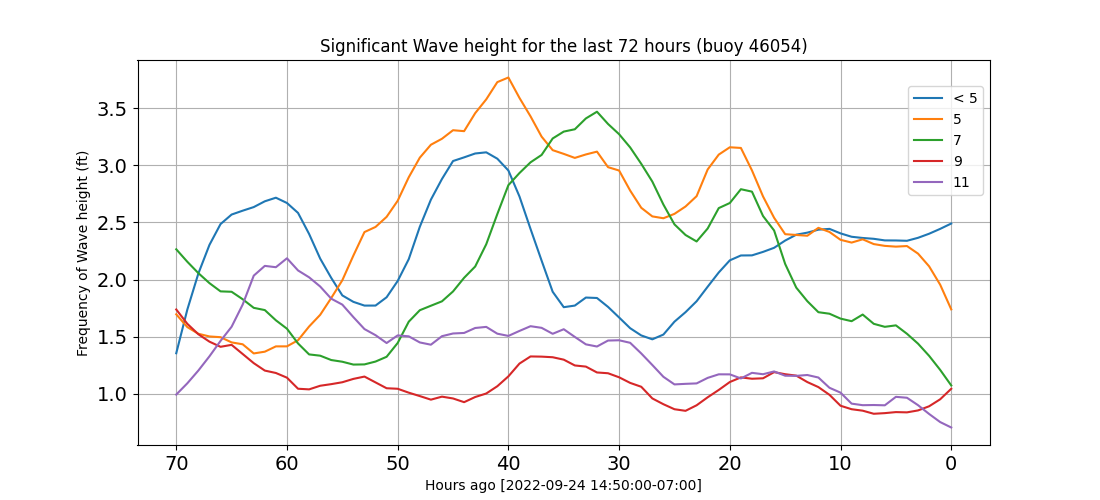 Significant Wave height for the last 72 hours (buoy 46054)
Frequency of Wave height (ft)
3.5
3.0
2.5
2.0
1.5
1.0
< 5
5
7
9
11
70 60 50 40 30 20 10 0
Hours ago [2022-09-24 14:50:00-07:00]